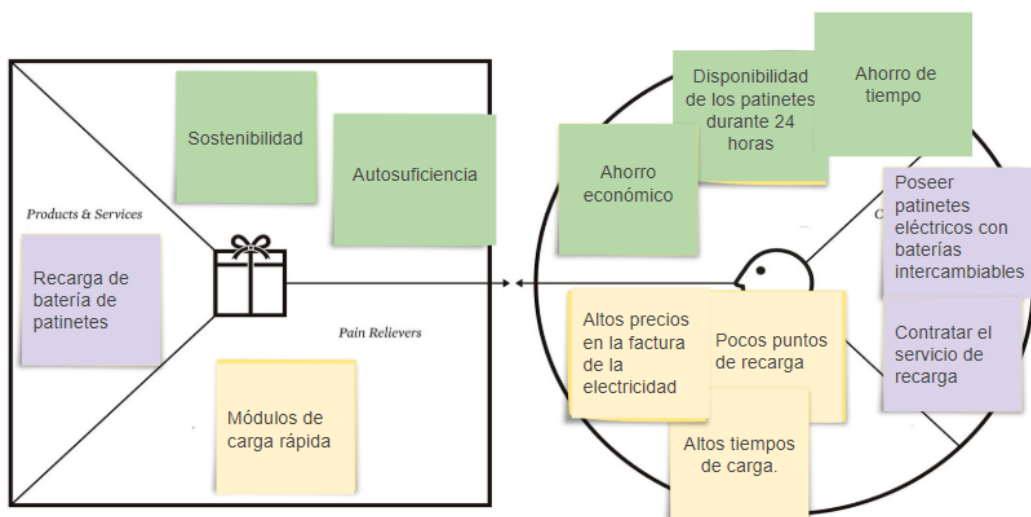 Sostenibilidad
Autosuficiencia
Products & Services
Recarga de
batería de
patinetes
Pain Relievers
Módulos de
carga rápida
Disponibilidad
de los patinetes
durante 24
horas
Ahorro de
tiempo
Ahorro
económico
Poseer
patinetes
eléctricos con
baterías
intercambiables
Altos precios
en la factura
de la
electricidad
Pocos puntos
de recarga
Contratar el
servicio de
recarga
Altos tiempos
de carga.